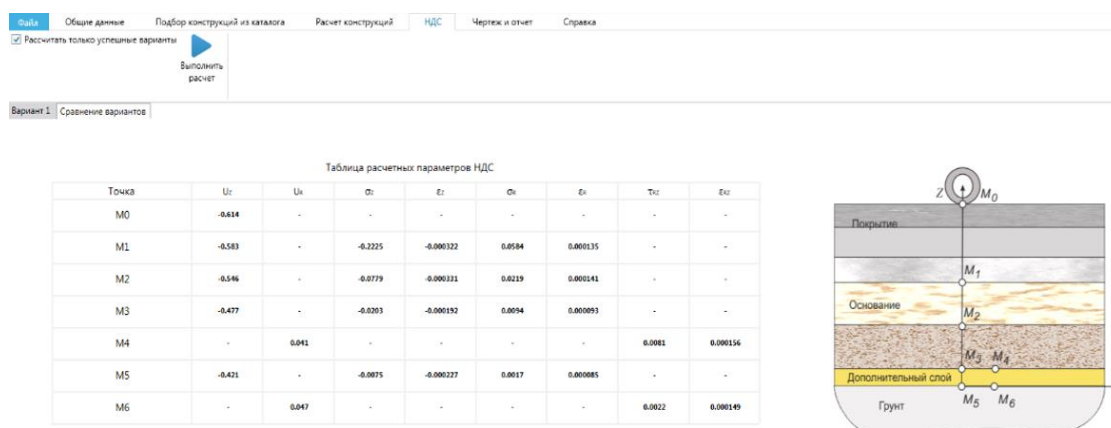 Файл Общие данные Подбор конструкций из каталога Расчет конструкций НДС Чертеж и отчет Справка
Рассчитать только успешные варианты
Выполнить
расчет
Вариант 1 Сравнение вариантов
Таблица расчетных параметров НДС
Точка Uz Ux σz εz σx εx τxz εxz
M0 -0.614 - - - - - - -
M1 -0.583 - -0.2225 -0.000322 0.0584 0.000135 - -
M2 -0.546 - -0.0779 -0.000331 0.0219 0.000141 - -
M3 -0.477 - -0.0203 -0.000192 0.0094 0.000093 - -
M4 - 0.041 - - - - 0.0081 0.000156
M5 -0.421 - -0.0075 -0.000227 0.0017 0.000085 - -
M6 - 0.047 - - - - 0.0022 0.000149
Z M0
Покрытие
M1
Основание
M2
M3 M4
Дополнительный слой
M5 M6
Грунт